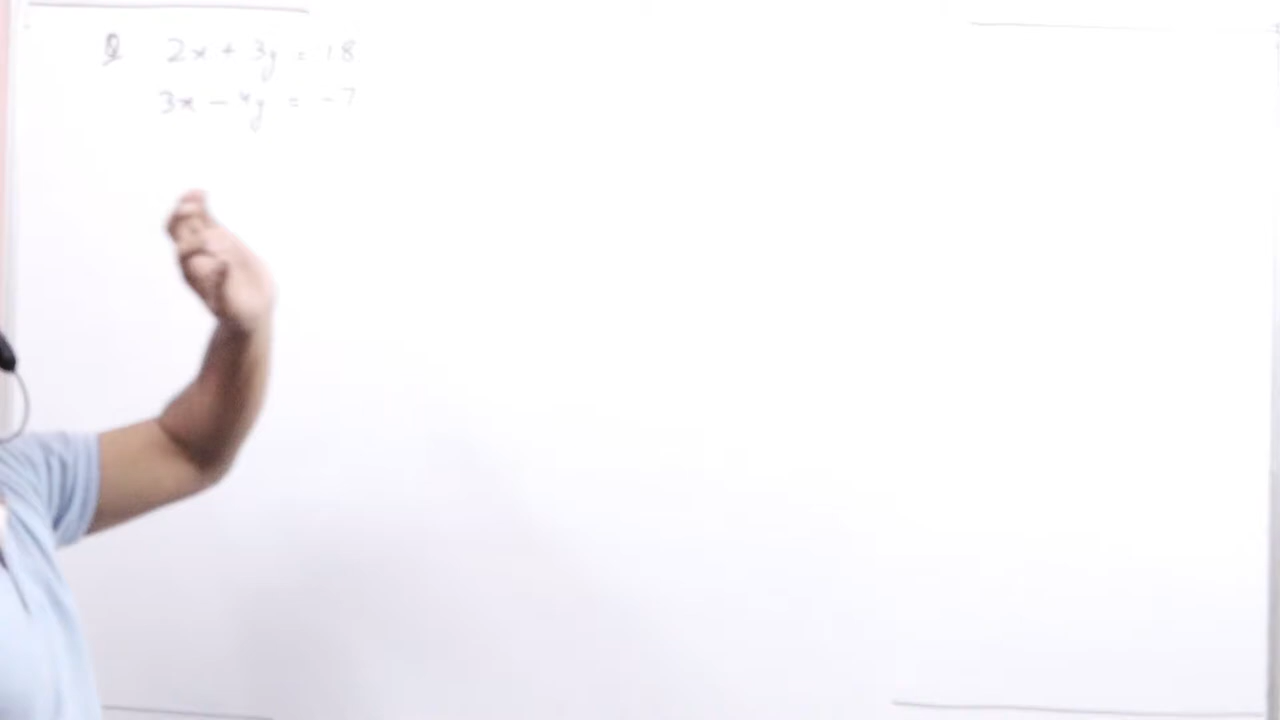 Q 2x + 3y = 18
3x - 4y = -7